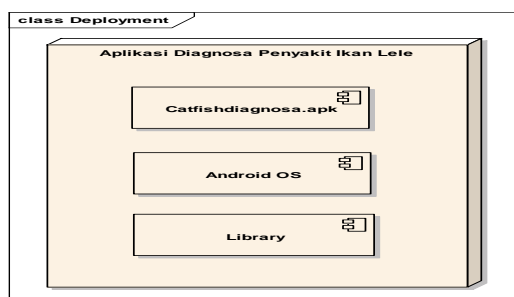 class Deployment
Aplikasi Diagnosa Penyakit Ikan Lele
Catfishdiagnosa.apk
Android OS
Library